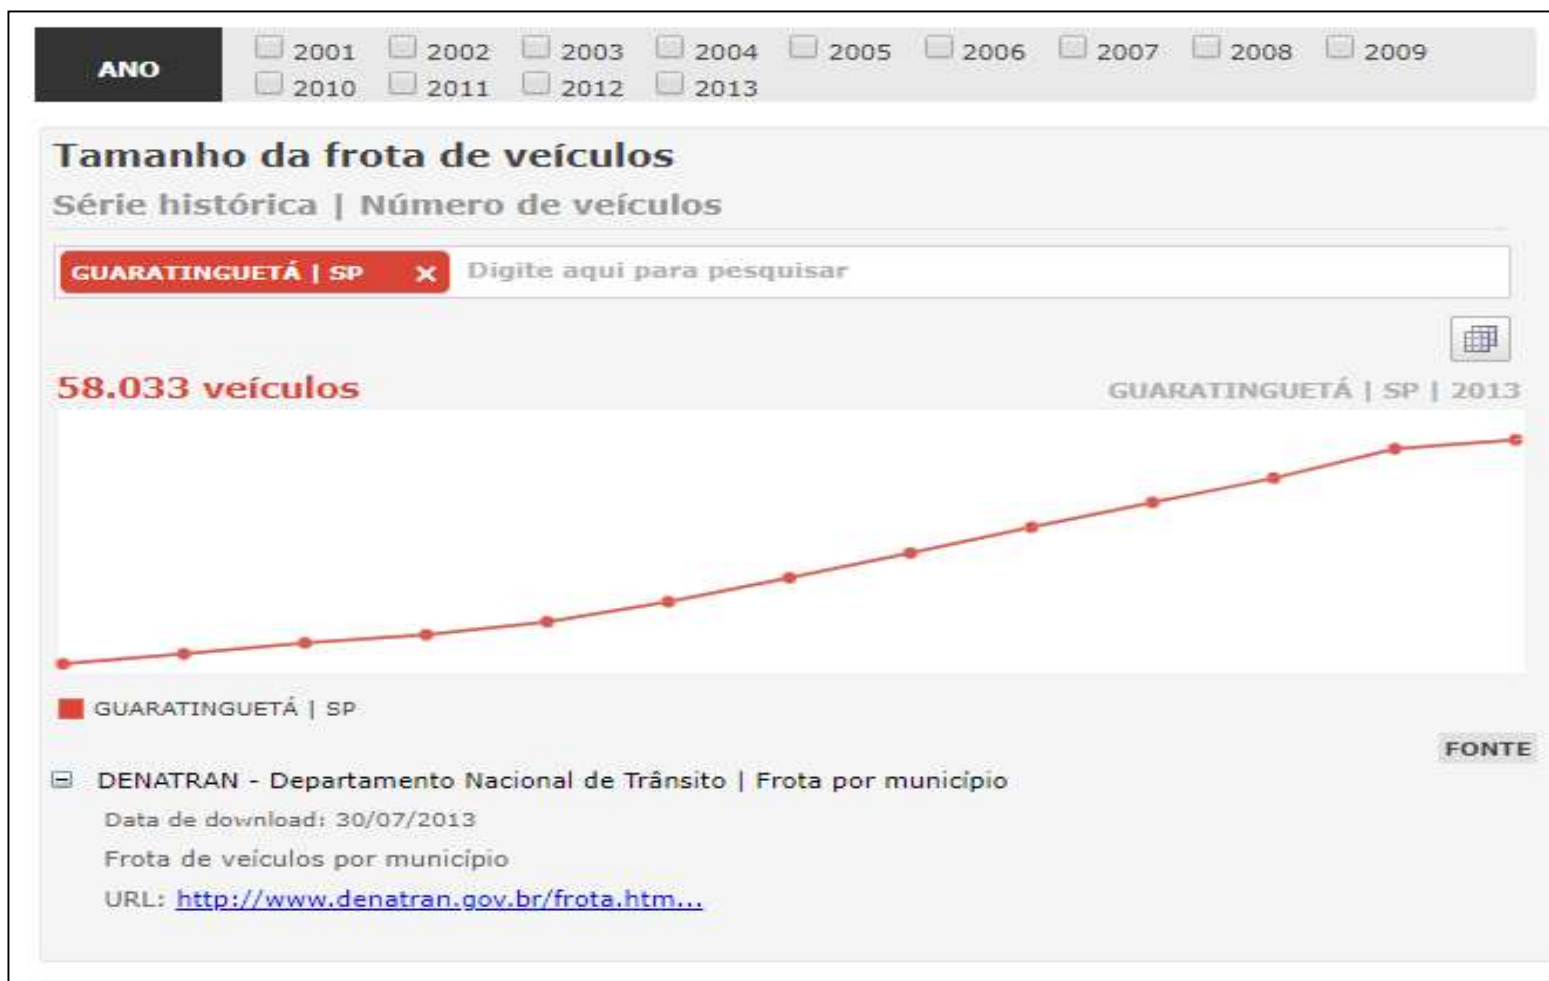 ANO
2001 2002 2003 2004 2005 2006 2007 2008 2009
2010 2011 2012 2013
Tamanho da frota de veículos
Série histórica | Número de veículos
GUARATINGUETÁ | SP X Digite aqui para pesquisar
58.033 veículos
GUARATINGUETÁ | SP | 2013
GUARATINGUETÁ | SP
FONTE
DENATRAN - Departamento Nacional de Trânsito | Frota por município
Data de download: 30/07/2013
Frota de veículos por município
URL: http://www.denatran.gov.br/frota.htm...